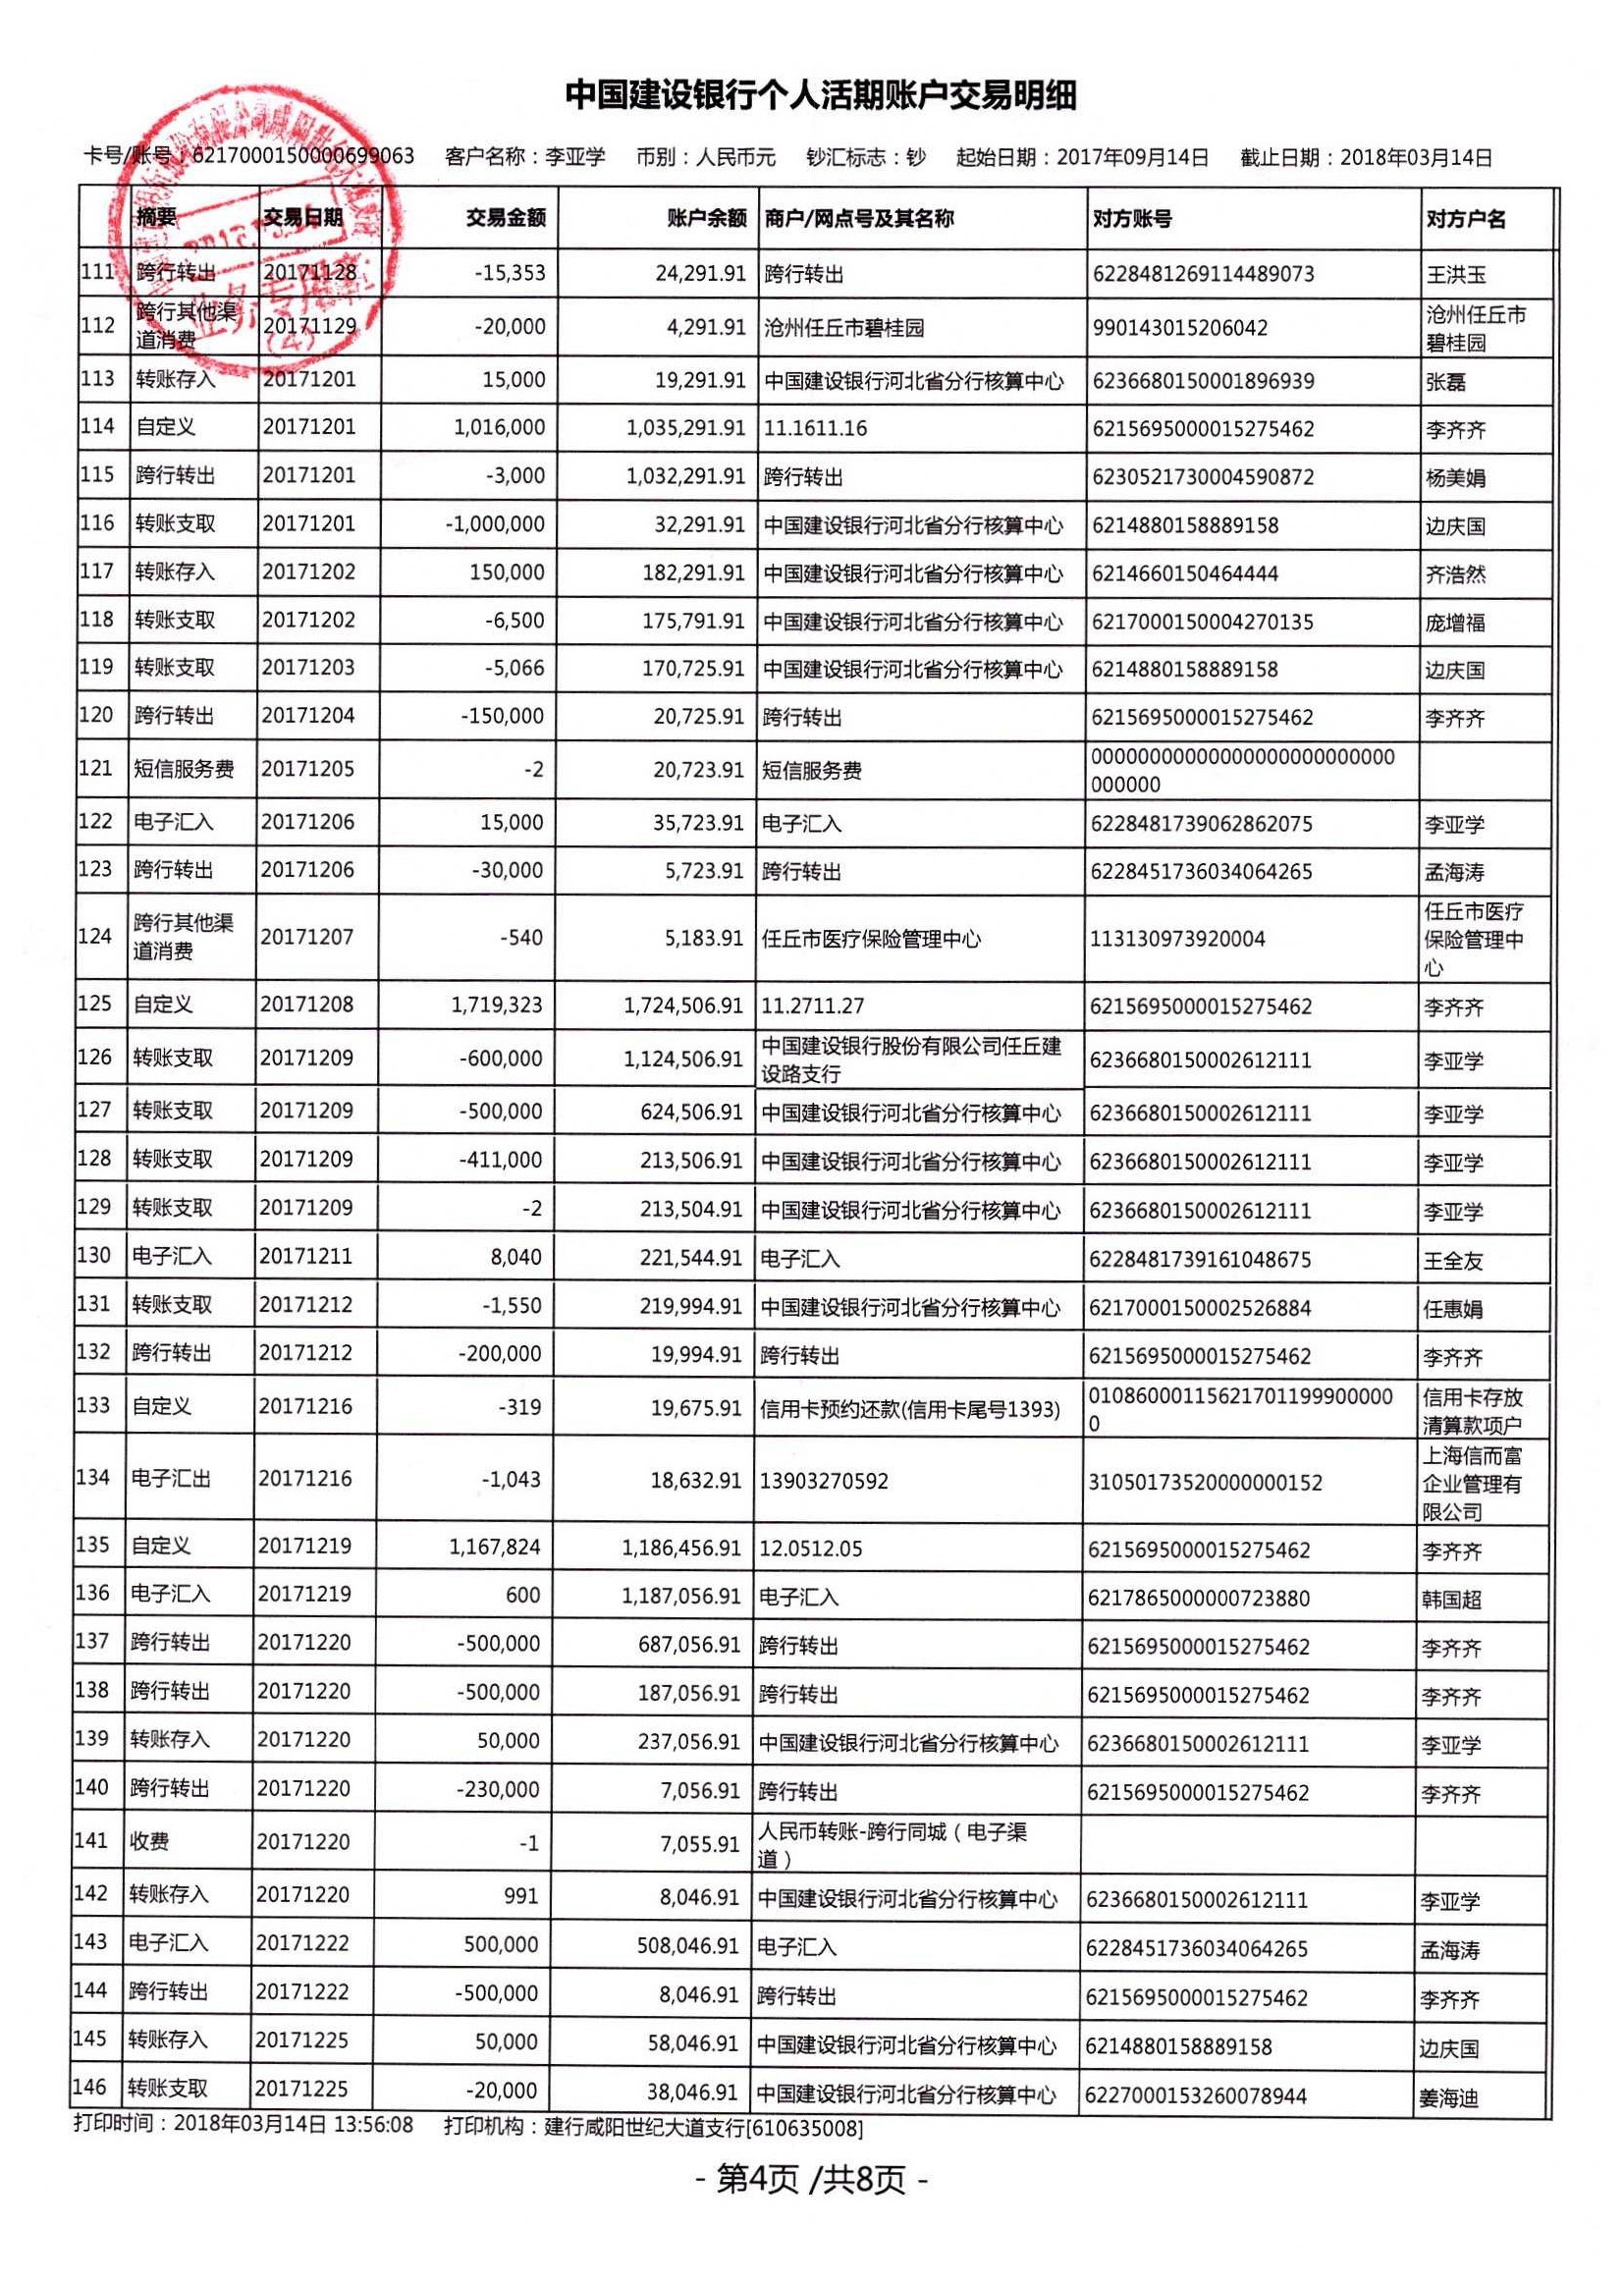 中国建设银行个人活期账户交易明细
卡号/账号：6217000150000699063 客户名称：李亚学 币别：人民币元 钞汇标志：钞 起始日期：2017年09月14日 截止日期：2018年03月14日
摘要 交易日期 交易金额 账户余额 商户/网点号及其名称 对方账号 对方户名
111 跨行转出 20171128 -15,353 24,291.91 跨行转出 6228481269114489073 王洪玉
112 跨行其他渠道消费 20171129 -20,000 4,291.91 沧州任丘市碧桂园 990143015206042 沧州任丘市碧桂园
113 转账存入 20171201 15,000 19,291.91 中国建设银行河北省分行核算中心 6236680150001896939 张磊
114 自定义 20171201 1,016,000 1,035,291.91 11.1611.16 6215695000015275462 李齐齐
115 跨行转出 20171201 -3,000 1,032,291.91 跨行转出 6230521730004590872 杨美娟
116 转账支取 20171201 -1,000,000 32,291.91 中国建设银行河北省分行核算中心 6214880158889158 边庆国
117 转账存入 20171202 150,000 182,291.91 中国建设银行河北省分行核算中心 6214660150464444 齐浩然
118 转账支取 20171202 -6,500 175,791.91 中国建设银行河北省分行核算中心 6217000150004270135 庞增福
119 转账支取 20171203 -5,066 170,725.91 中国建设银行河北省分行核算中心 6214880158889158 边庆国
120 跨行转出 20171204 -150,000 20,725.91 跨行转出 6215695000015275462 李齐齐
121 短信服务费 20171205 -2 20,723.91 短信服务费 00000000000000000000000000
000000
122 电子汇入 20171206 15,000 35,723.91 电子汇入 6228481739062862075 李亚学
123 跨行转出 20171206 -30,000 5,723.91 跨行转出 6228451736034064265 孟海涛
124 跨行其他渠道消费 20171207 -540 5,183.91 任丘市医疗保险管理中心 113130973920004 任丘市医疗保险管理中心
125 自定义 20171208 1,719,323 1,724,506.91 11.2711.27 6215695000015275462 李齐齐
126 转账支取 20171209 -600,000 1,124,506.91 中国建设银行股份有限公司任丘建设路支行 6236680150002612111 李亚学
127 转账支取 20171209 -500,000 624,506.91 中国建设银行河北省分行核算中心 6236680150002612111 李亚学
128 转账支取 20171209 -411,000 213,506.91 中国建设银行河北省分行核算中心 6236680150002612111 李亚学
129 转账支取 20171209 -2 213,504.91 中国建设银行河北省分行核算中心 6236680150002612111 李亚学
130 电子汇入 20171211 8,040 221,544.91 电子汇入 6228481739161048675 王全友
131 转账支取 20171212 -1,550 219,994.91 中国建设银行河北省分行核算中心 6217000150002526884 任惠娟
132 跨行转出 20171212 -200,000 19,994.91 跨行转出 6215695000015275462 李齐齐
133 自定义 20171216 -319 19,675.91 信用卡预约还款(信用卡尾号1393) 01086000115621701199900000
0 信用卡存放清算款项户
134 电子汇出 20171216 -1,043 18,632.91 13903270592 31050173520000000152 上海信而富企业管理有限公司
135 自定义 20171219 1,167,824 1,186,456.91 12.0512.05 6215695000015275462 李齐齐
136 电子汇入 20171219 600 1,187,056.91 电子汇入 6217865000000723880 韩国超
137 跨行转出 20171220 -500,000 687,056.91 跨行转出 6215695000015275462 李齐齐
138 跨行转出 20171220 -500,000 187,056.91 跨行转出 6215695000015275462 李齐齐
139 转账存入 20171220 50,000 237,056.91 中国建设银行河北省分行核算中心 6236680150002612111 李亚学
140 跨行转出 20171220 -230,000 7,056.91 跨行转出 6215695000015275462 李齐齐
141 收费 20171220 -1 7,055.91 人民币转账-跨行同城（电子渠道）
142 转账存入 20171220 991 8,046.91 中国建设银行河北省分行核算中心 6236680150002612111 李亚学
143 电子汇入 20171222 500,000 508,046.91 电子汇入 6228451736034064265 孟海涛
144 跨行转出 20171222 -500,000 8,046.91 跨行转出 6215695000015275462 李齐齐
145 转账存入 20171225 50,000 58,046.91 中国建设银行河北省分行核算中心 6214880158889158 边庆国
146 转账支取 20171225 -20,000 38,046.91 中国建设银行河北省分行核算中心 6227000153260078944 姜海迪
打印时间：2018年03月14日 13:56:08 打印机构：建行咸阳世纪大道支行[610635008]
- 第4页 /共8页 -
业务专用章
(4)